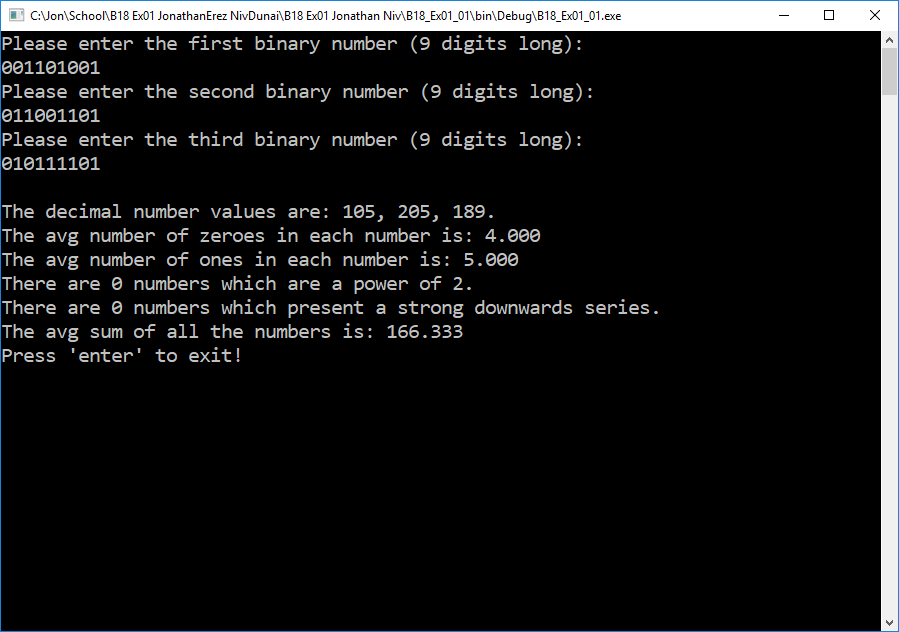 C:\Jon\School\B18 Ex01 JonathanErez NivDunai\B18 Ex01 Jonathan Niv\B18_Ex01_01\bin\Debug\B18_Ex01_01.exe
Please enter the first binary number (9 digits long):
001101001
Please enter the second binary number (9 digits long):
011001101
Please enter the third binary number (9 digits long):
010111101
The decimal number values are: 105, 205, 189.
The avg number of zeroes in each number is: 4.000
The avg number of ones in each number is: 5.000
There are 0 numbers which are a power of 2.
There are 0 numbers which present a strong downwards series.
The avg sum of all the numbers is: 166.333
Press 'enter' to exit!